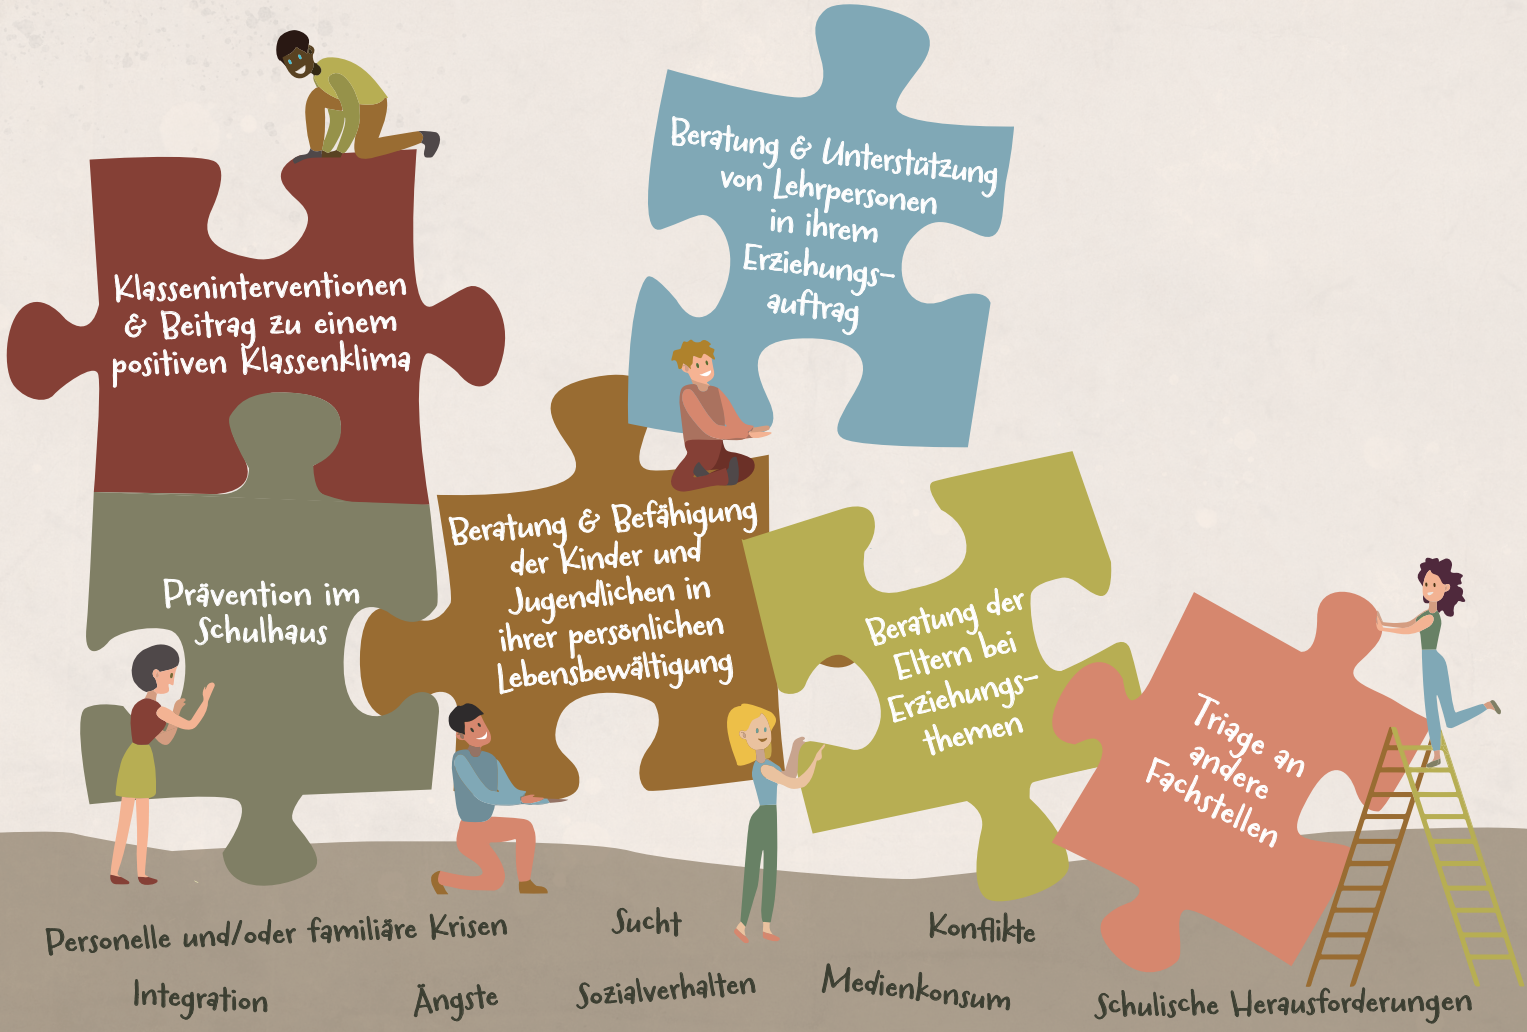 Beratung & Unterstützung
von Lehrpersonen
in ihrem
Erziehungs-
auftrag
Klasseninterventionen
& Beitrag zu einem
positiven Klassenklima
Beratung & Befähigung
der Kinder und
Jugendlichen in
ihrer persönlichen
Lebensbewältigung
Prävention im
Schulhaus
Beratung der
Eltern bei
Erziehungs-
themen
Triage an
andere
Fachstellen
Personelle und/oder familiäre Krisen
Sucht
Konflikte
Integration
Ängste
Sozialverhalten
Medienkonsum
Schulische Herausforderungen